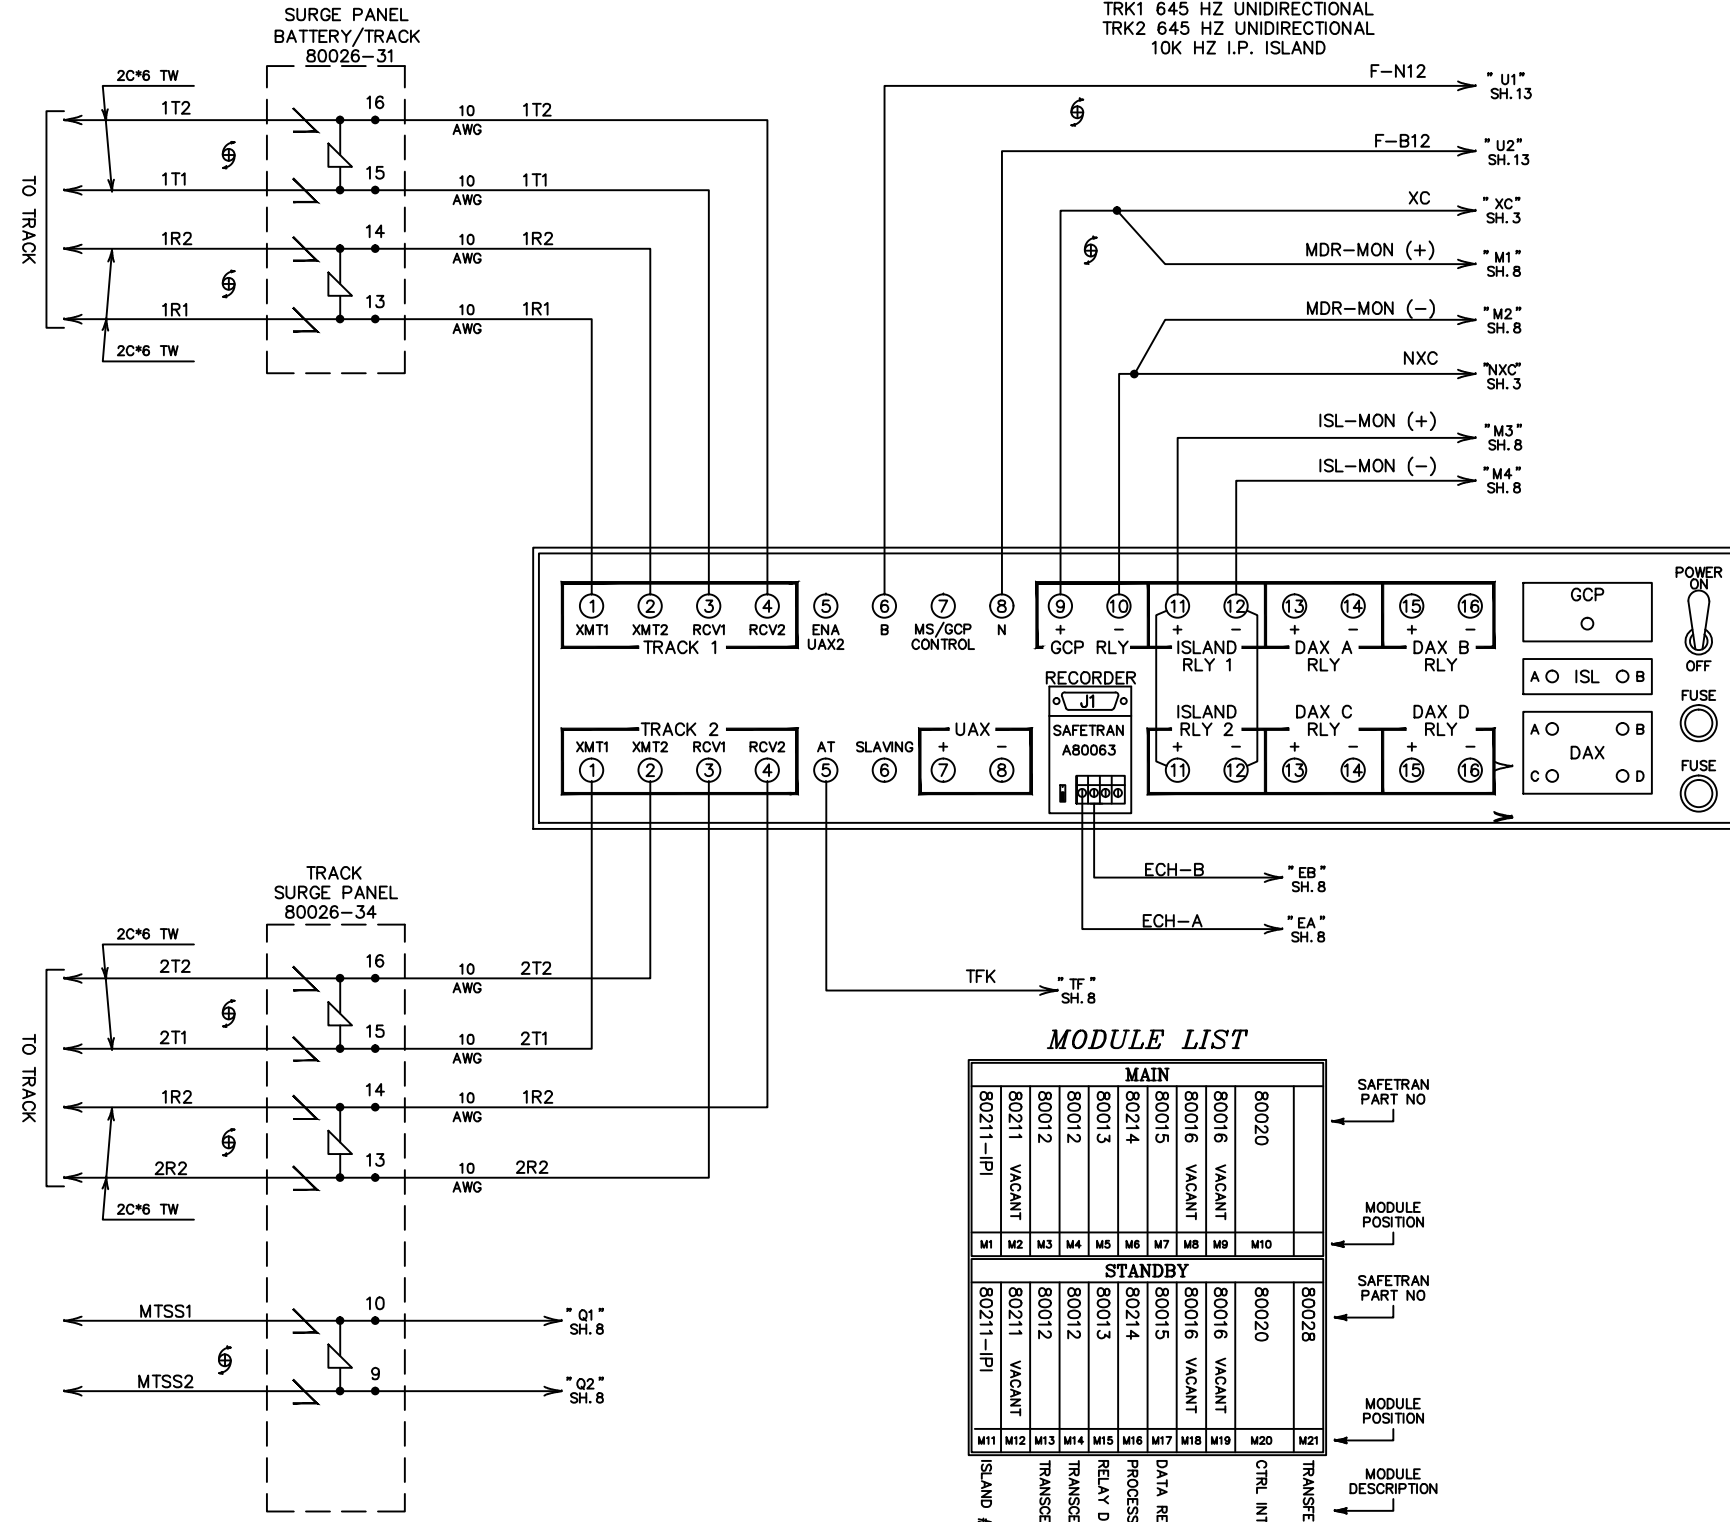 SURGE PANEL
BATTERY/TRACK
80026-31
2C*6 TW
1T2
16
10
AWG
1T2
1T1
15
10
AWG
1T1
TO TRACK
1R2
14
10
AWG
1R2
1R1
13
10
AWG
1R1
2C*6 TW
TRK1 645 HZ UNIDIRECTIONAL
TRK2 645 HZ UNIDIRECTIONAL
10K HZ I.P. ISLAND
F-N12
"U1"
SH.13
F-B12
"U2"
SH.13
XC
"XC"
SH.3
MDR-MON (+)
"M1"
SH.8
MDR-MON (-)
"M2"
SH.8
NXC
"NXC"
SH.3
ISL-MON (+)
"M3"
SH.8
ISL-MON (-)
"M4"
SH.8
1 2 3 4 5 6 7 8 9 10 11 12 13 14 15 16
XMT1 XMT2 RCV1 RCV2
TRACK 1
ENA
UAX2
B
MS/GCP
CONTROL
N
+ -
GCP RLY
+ -
ISLAND
RLY 1
+ -
DAX A
RLY
+ -
DAX B
RLY
GCP
POWER
ON
OFF
A ISL B
FUSE
RECORDER
J1
SAFETRAN
A80063
TRACK 2
XMT1 XMT2 RCV1 RCV2
1 2 3 4
AT
5
SLAVING
6
UAX
+ -
7 8
ISLAND
RLY 2
+ -
11 12
DAX C
RLY
+ -
13 14
DAX D
RLY
+ -
15 16
A B
DAX
C D
FUSE
ECH-B
"EB"
SH.8
ECH-A
"EA"
SH.8
TFK
"TF"
SH.8
TRACK
SURGE PANEL
80026-34
2C*6 TW
2T2
16
10
AWG
2T2
2T1
15
10
AWG
2T1
TO TRACK
1R2
14
10
AWG
1R2
2R2
13
10
AWG
2R2
2C*6 TW
MTSS1
10
"Q1"
SH.8
MTSS2
9
"Q2"
SH.8
MODULE LIST
MAIN
80211-IPI
80211 VACANT
80012
80012
80013
80214
80015
80016 VACANT
80016 VACANT
80020
M1 M2 M3 M4 M5 M6 M7 M8 M9 M10
SAFETRAN
PART NO
MODULE
POSITION
STANDBY
80211-IPI
80211 VACANT
80012
80012
80013
80214
80015
80016 VACANT
80016 VACANT
80020
80028
M11 M12 M13 M14 M15 M16 M17 M18 M19 M20 M21
SAFETRAN
PART NO
MODULE
POSITION
ISLAND
TRANSCE
TRANSCE
RELAY D
PROCESS
DATA RE
CTRL INT
TRANSFE
MODULE
DESCRIPTION